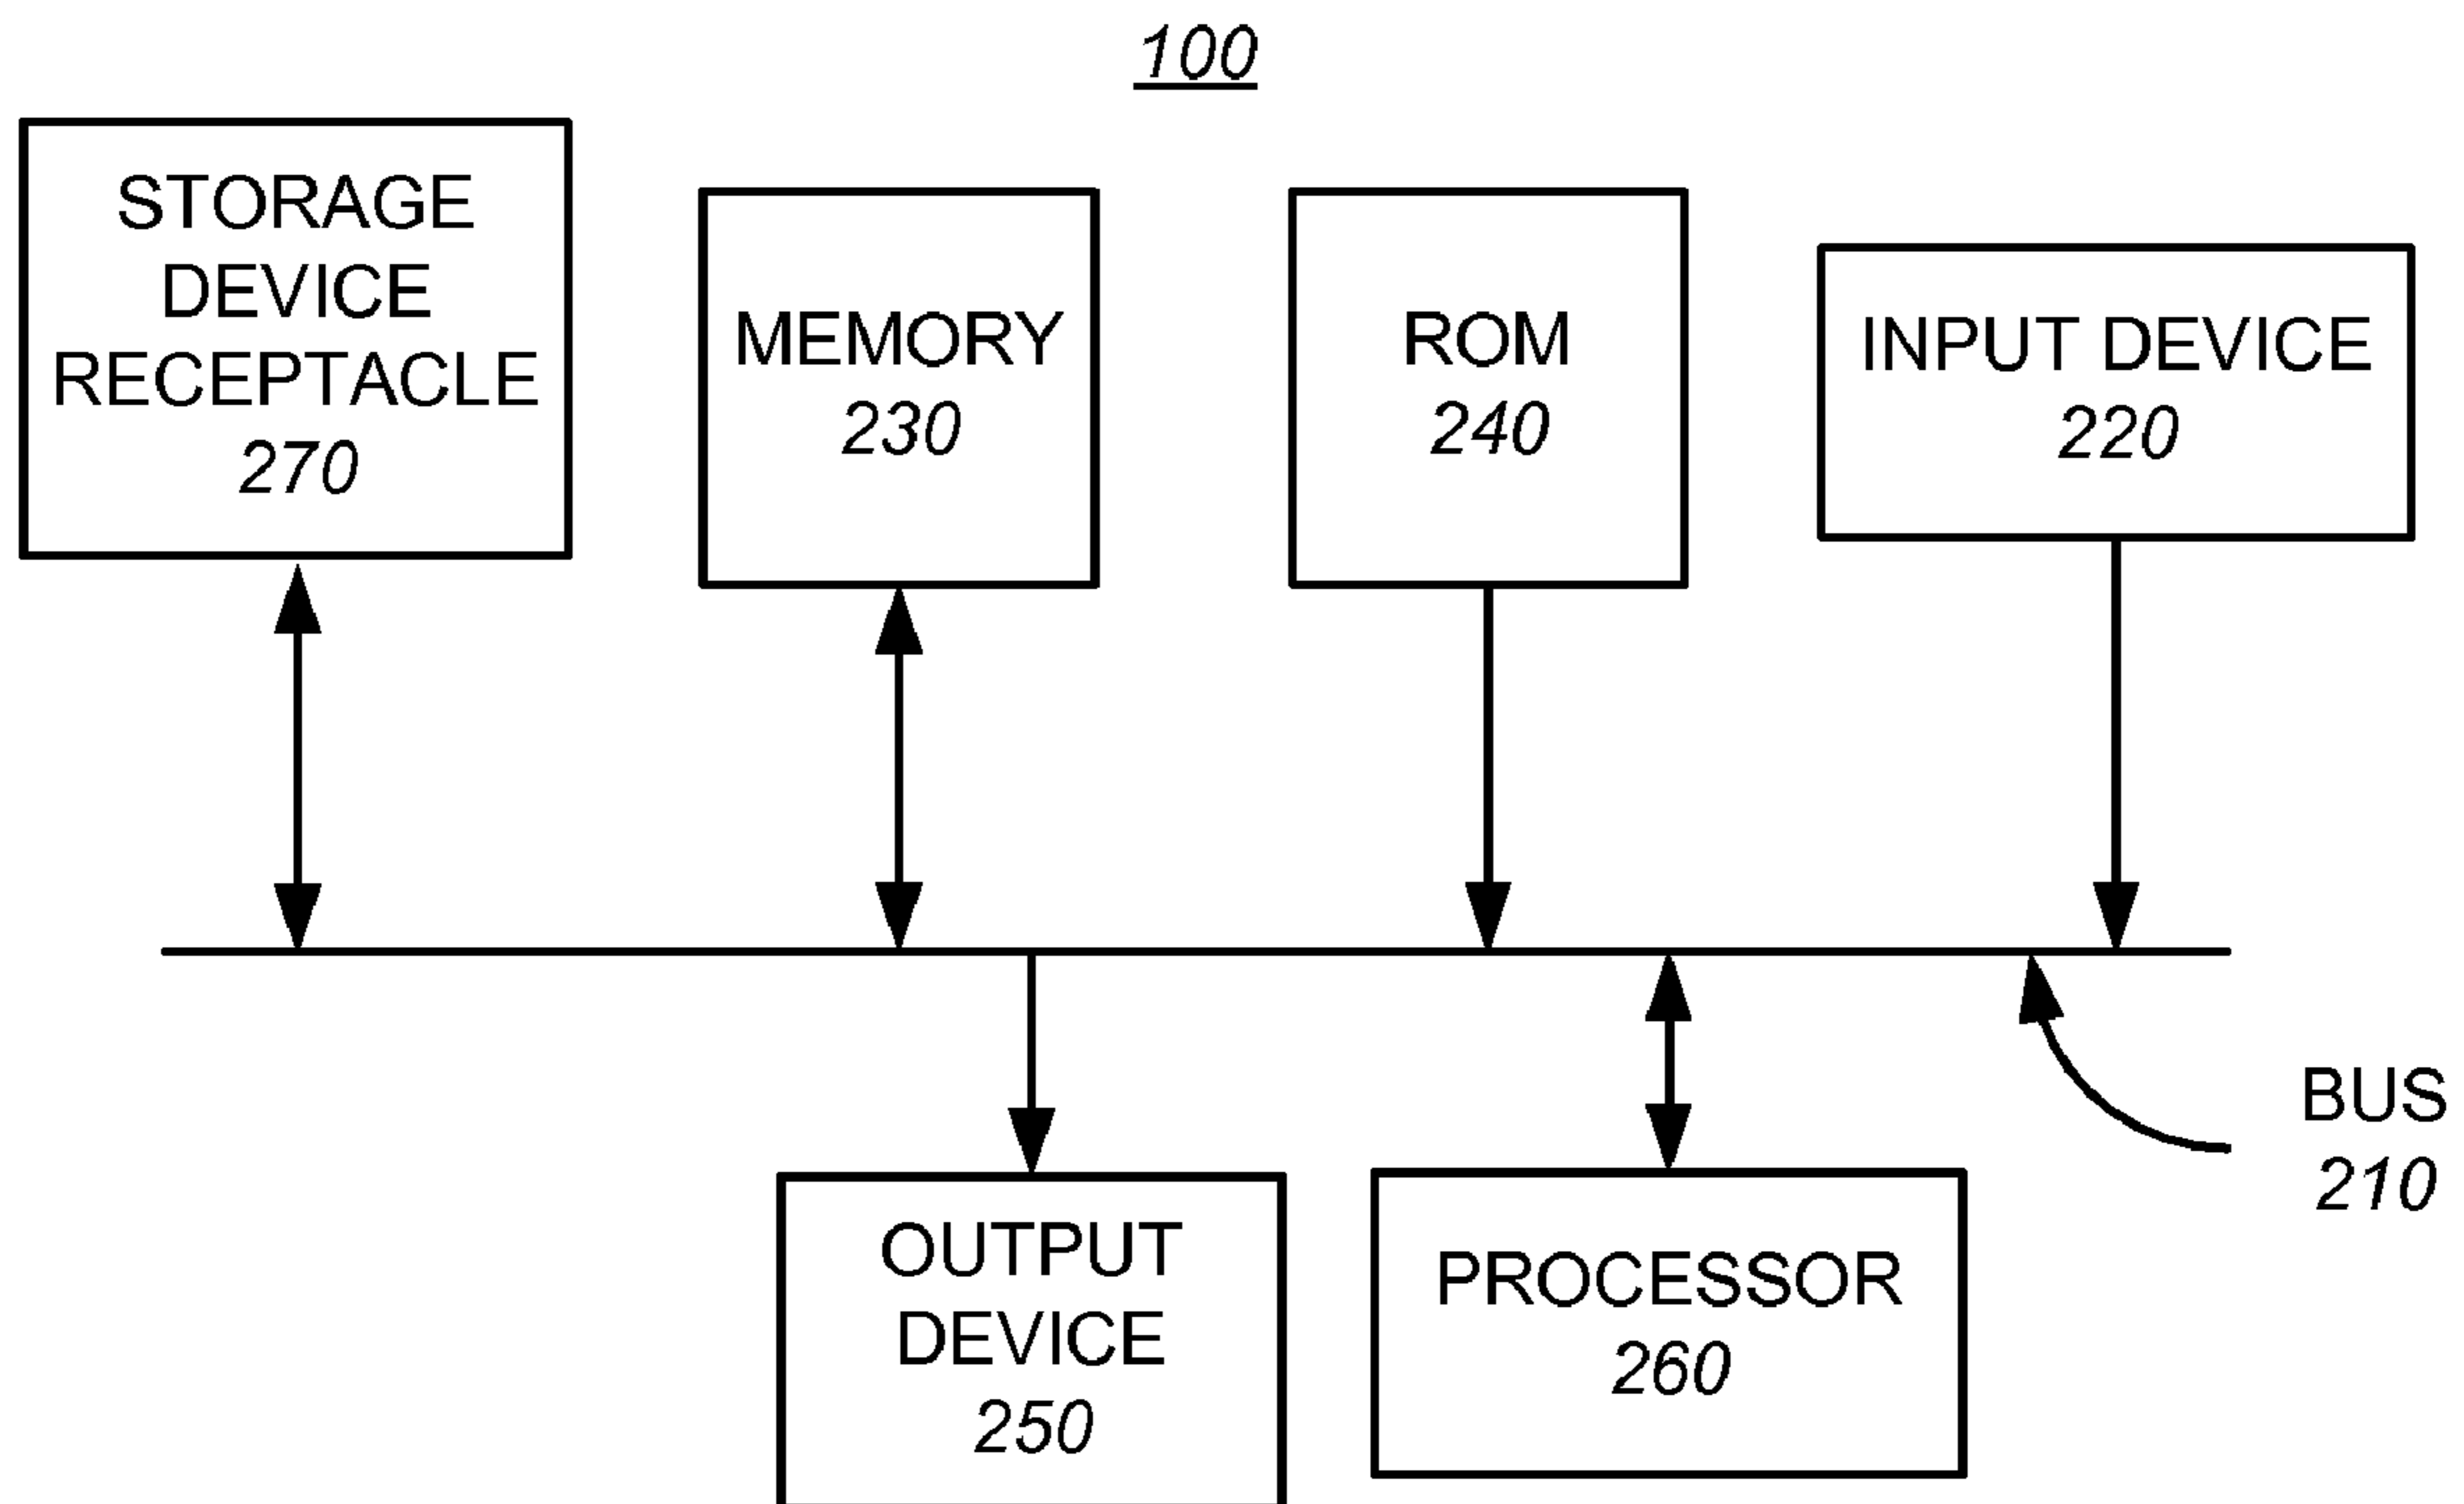 100
STORAGE
DEVICE
RECEPTACLE
270
MEMORY
230
ROM
240
INPUT DEVICE
220
BUS
210
OUTPUT
DEVICE
250
PROCESSOR
260